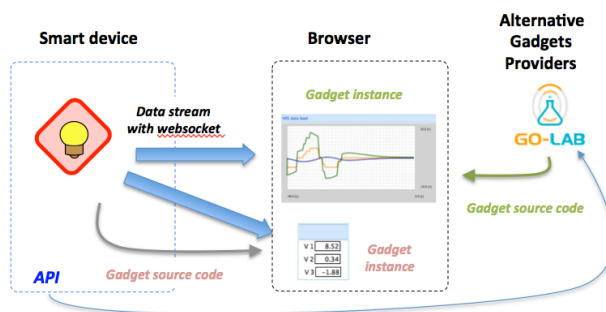 Smart device
Browser
Alternative
Gadgets
Providers
Gadget instance
Data stream
with websocket
GO-LAB
V 1 8.52
V 2 0.34
V 3 -1.88
Gadget
instance
Gadget source code
Gadget source code
API